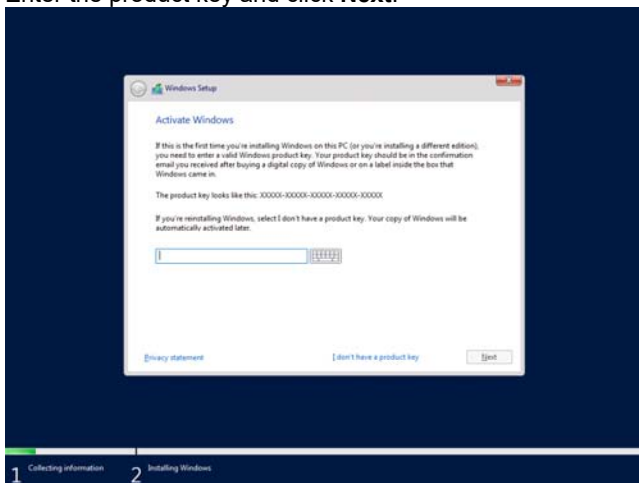 Enter the product key and click Next.
Windows Setup
Activate Windows
If this is the first time you're installing Windows on this PC (or you're installing a different edition),
you need to enter a valid Windows product key. Your product key should be in the confirmation
email you received after buying a digital copy of Windows or on a label inside the box that
Windows came in.
The product key looks like this: XXXXX-XXXXX-XXXXX-XXXXX-XXXXX
If you're reinstalling Windows, select I don't have a product key. Your copy of Windows will be
automatically activated later.
Privacy statement
I don't have a product key
Next
1 Collecting information
2 Installing Windows